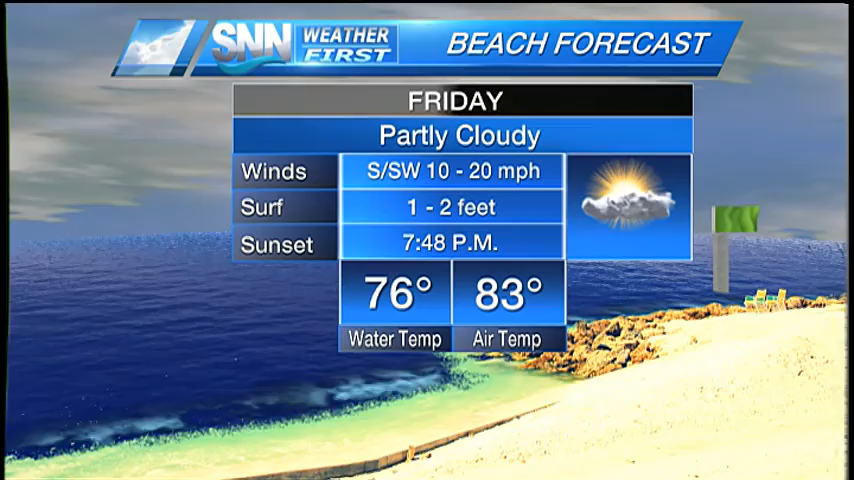 SNN WEATHER FIRST
BEACH FORECAST
FRIDAY
Partly Cloudy
Winds S/SW 10 - 20 mph
Surf 1 - 2 feet
Sunset 7:48 P.M.
76° 83°
Water Temp Air Temp